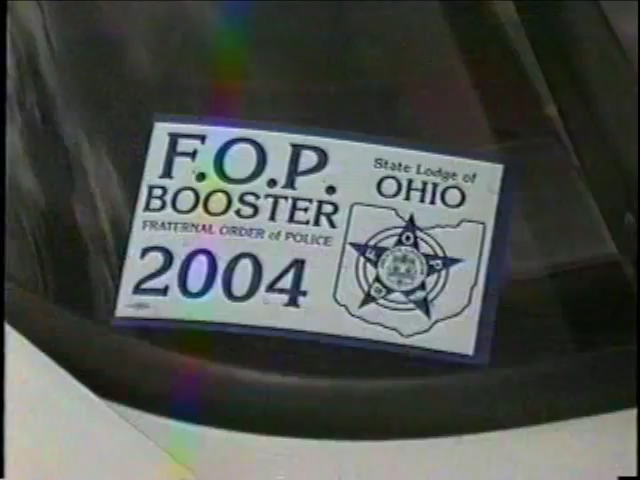 F.O.P.
BOOSTER
FRATERNAL ORDER of POLICE
2004
State Lodge of
OHIO